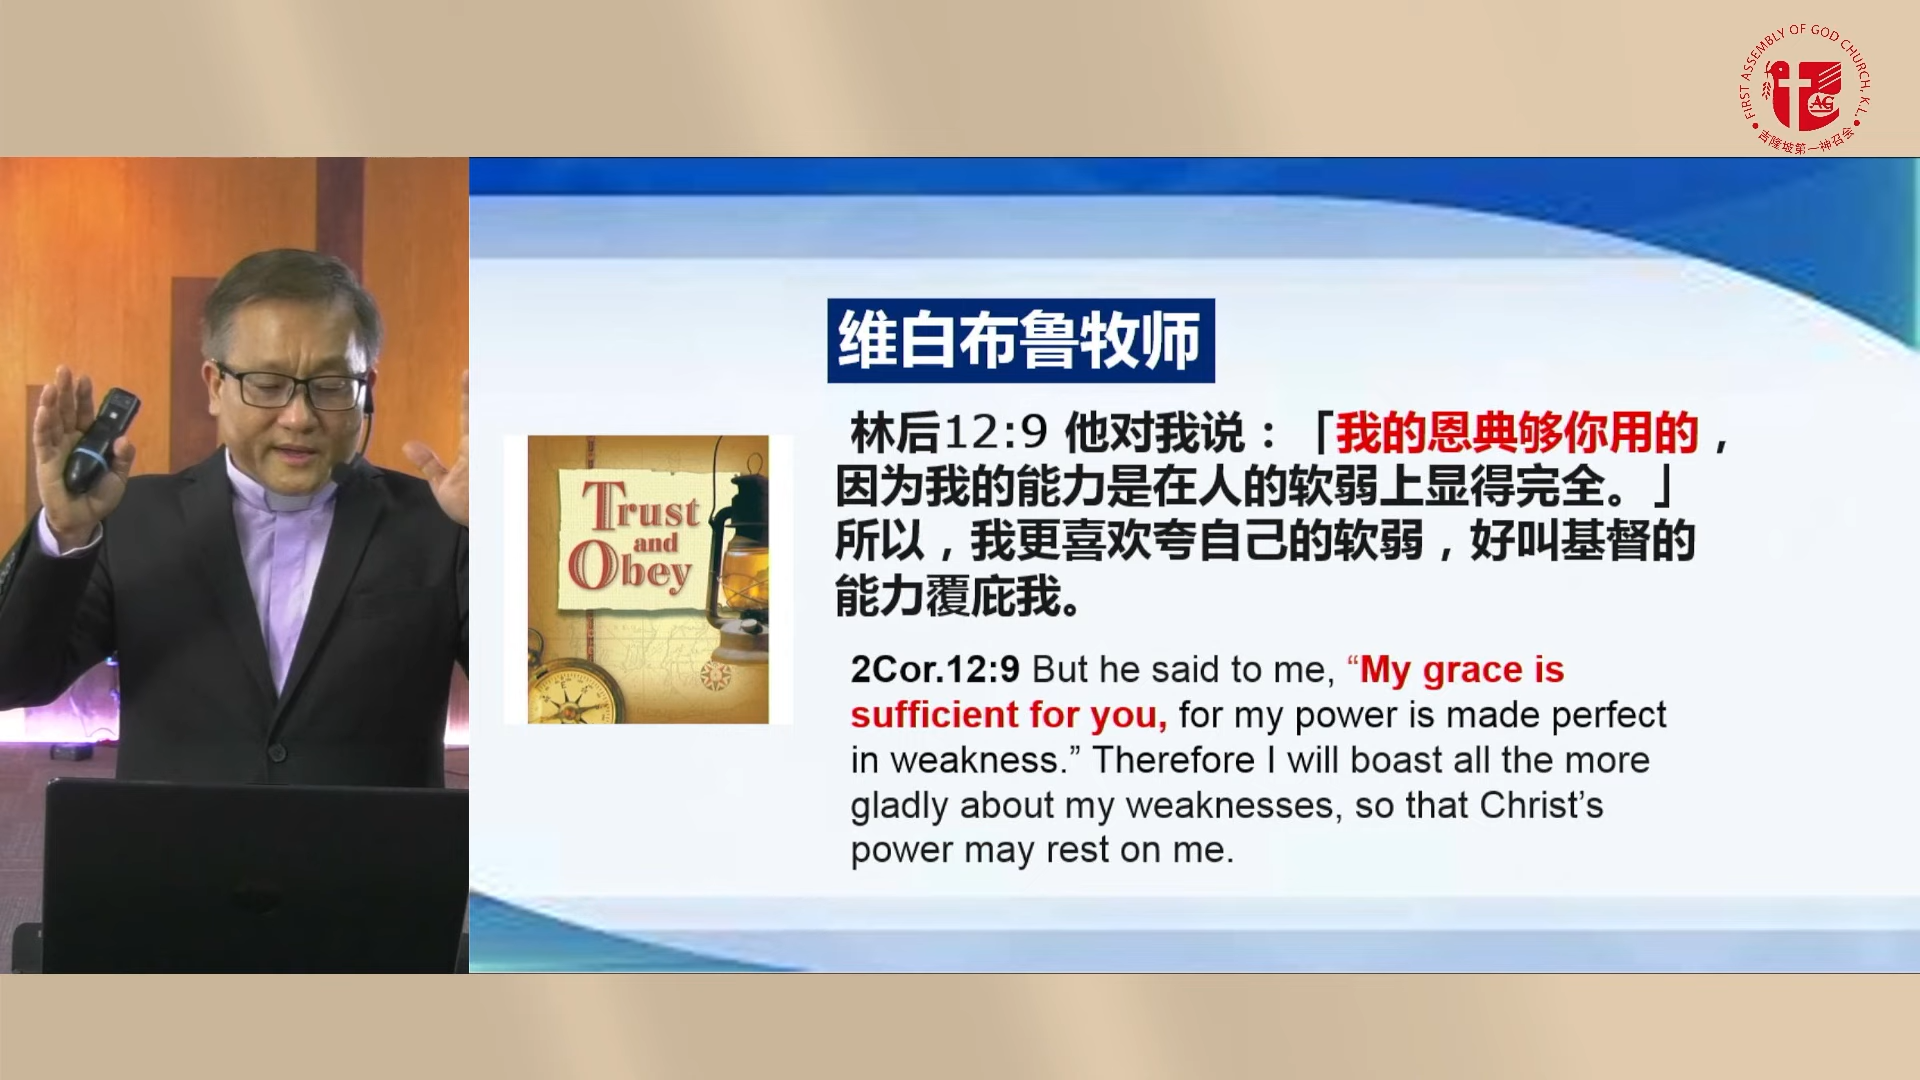 FIRST ASSEMBLY OF GOD CHURCH, K.L.
AG
吉隆坡第一神召会
维白布鲁牧师
林后12:9 他对我说：「我的恩典够你用的，
因为我的能力是在人的软弱上显得完全。」
所以，我更喜欢夸自己的软弱，好叫基督的
能力覆庇我。
Trust
and
Obey
2Cor.12:9 But he said to me, “My grace is
sufficient for you, for my power is made perfect
in weakness.” Therefore I will boast all the more
gladly about my weaknesses, so that Christ’s
power may rest on me.